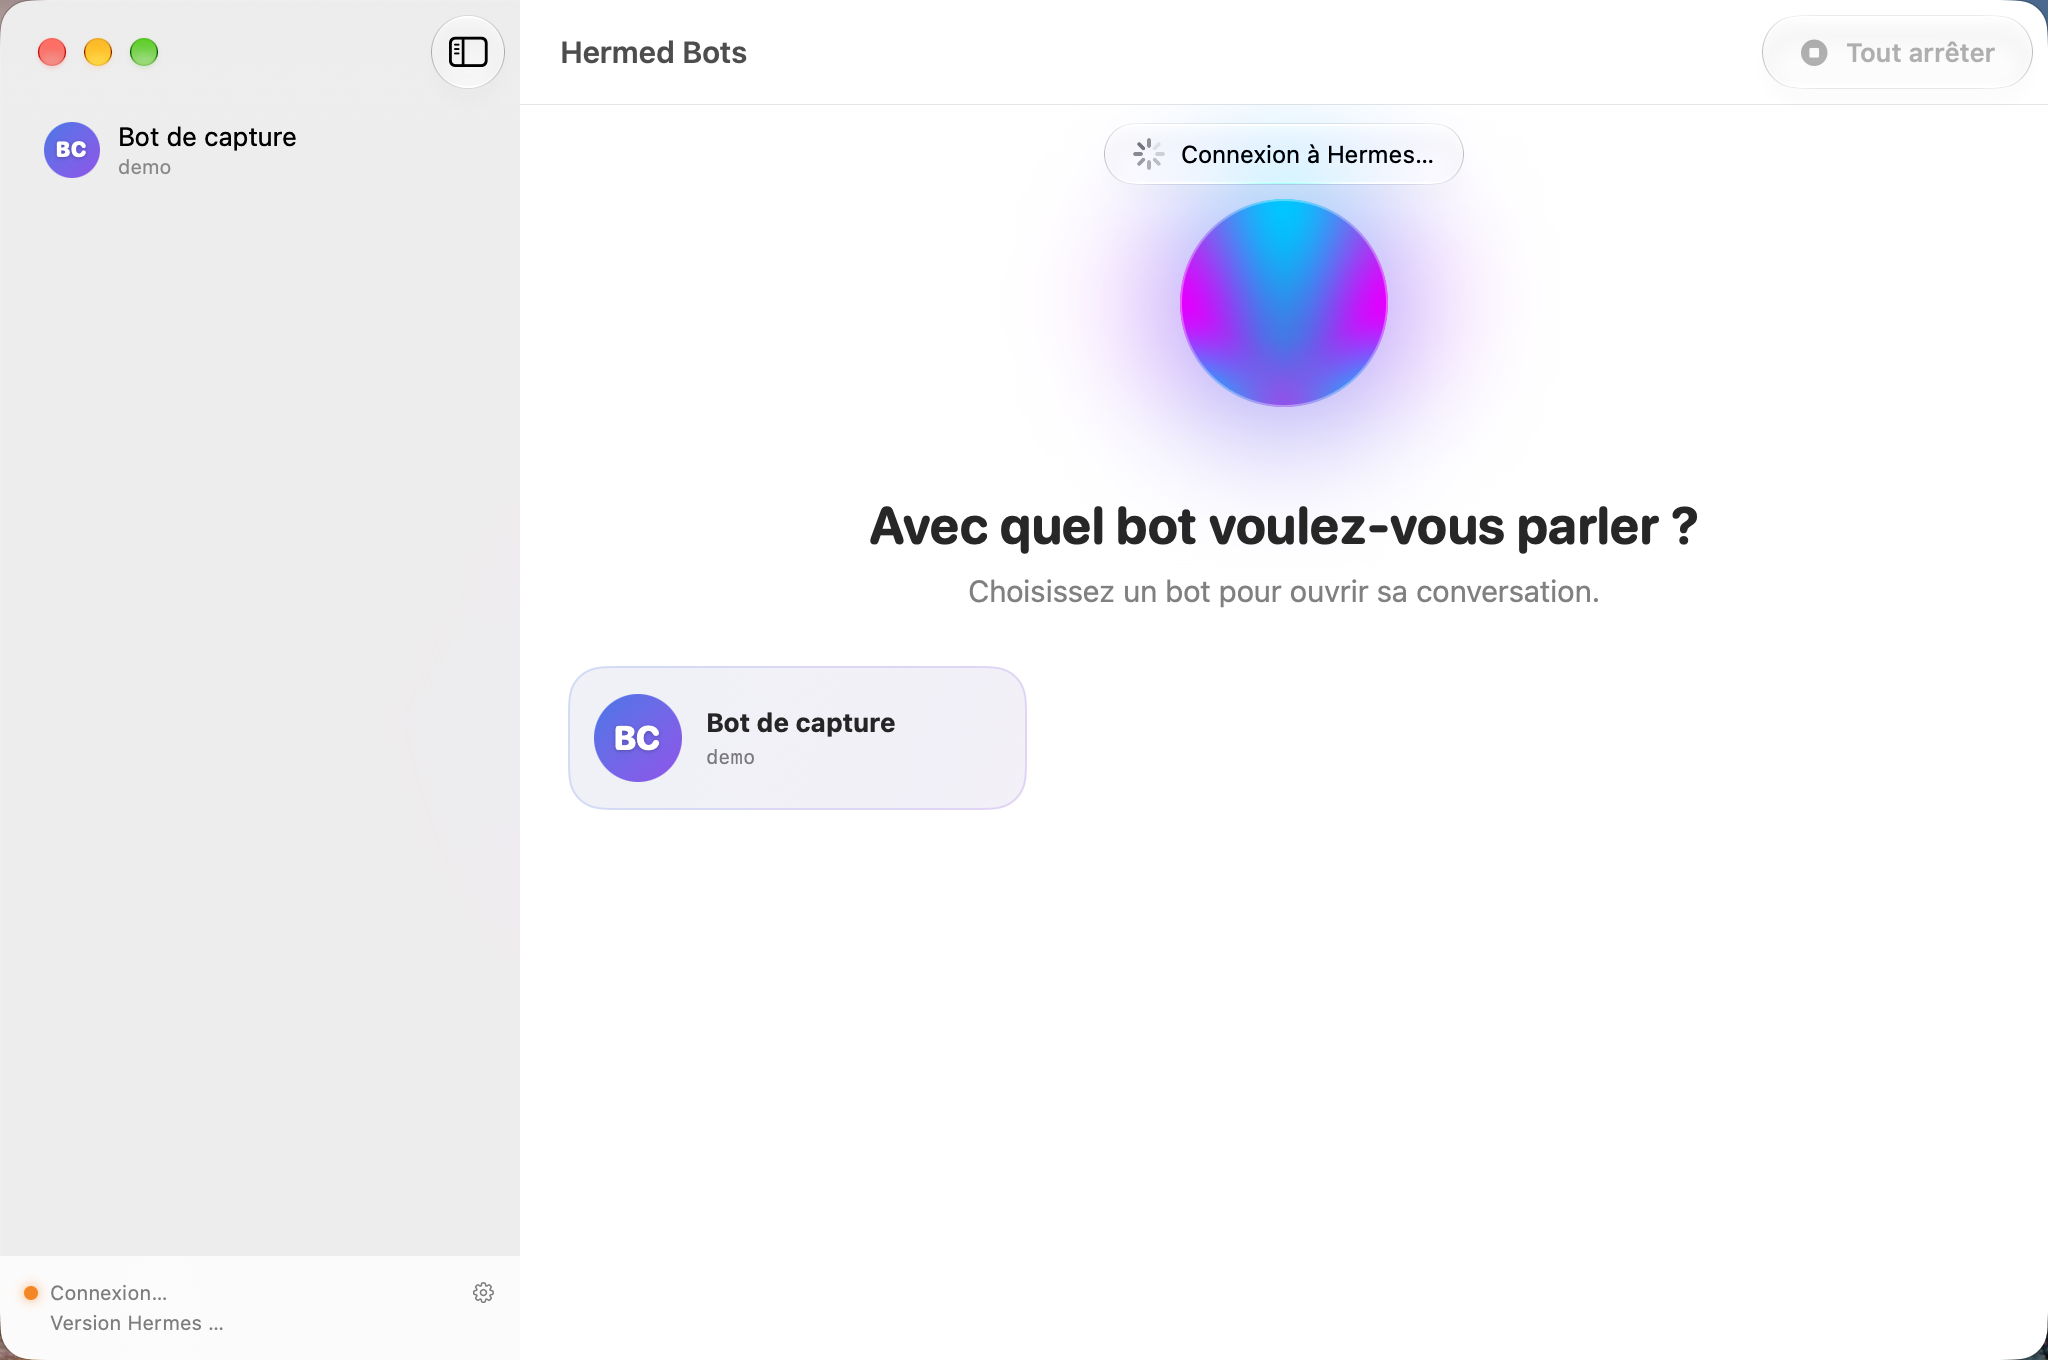 Hermed Bots
Tout arrêter
BC
Bot de capture
demo
Connexion à Hermes...
Avec quel bot voulez-vous parler ?
Choisissez un bot pour ouvrir sa conversation.
BC
Bot de capture
demo
Connexion...
Version Hermes ...